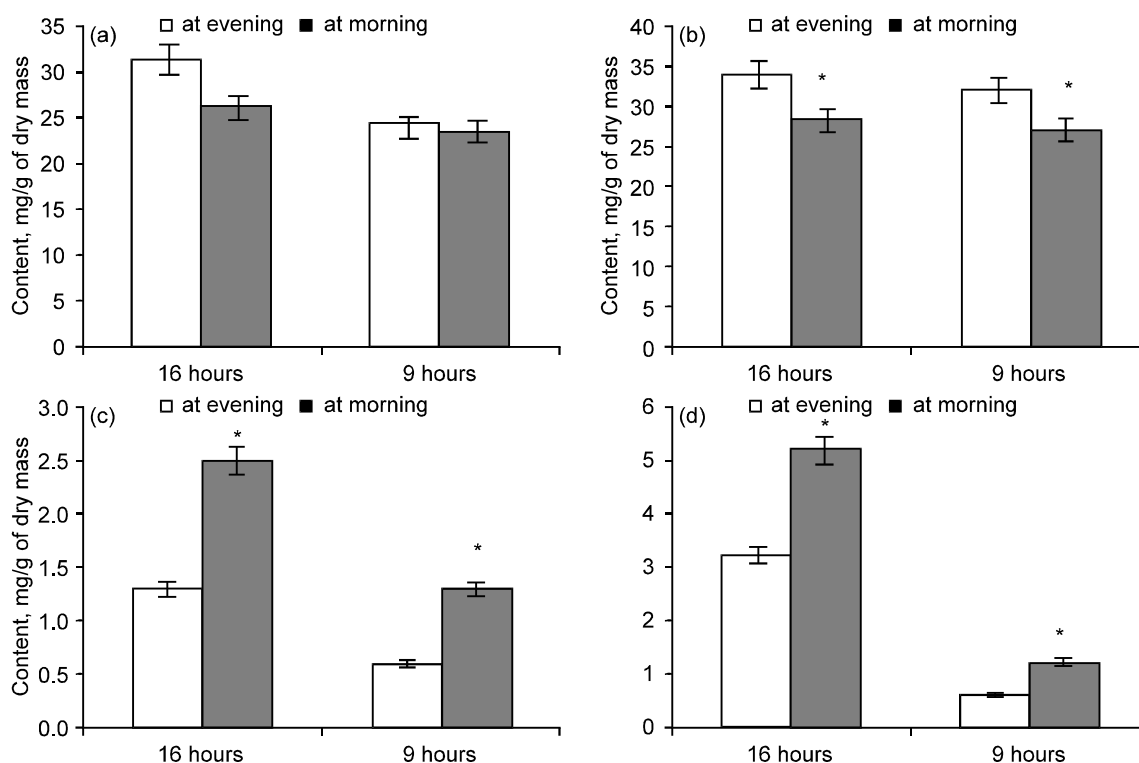 (a) at evening at morning
Content, mg/g of dry mass
35
30
25
20
15
10
5
0
16 hours 9 hours
(b) at evening at morning
Content, mg/g of dry mass
40
35
30
25
20
15
10
5
0
* *
16 hours 9 hours
(c) at evening at morning
Content, mg/g of dry mass
3.0
2.5
2.0
1.5
1.0
0.5
0.0
* *
16 hours 9 hours
(d) at evening at morning
Content, mg/g of dry mass
6
5
4
3
2
1
0
* *
16 hours 9 hours